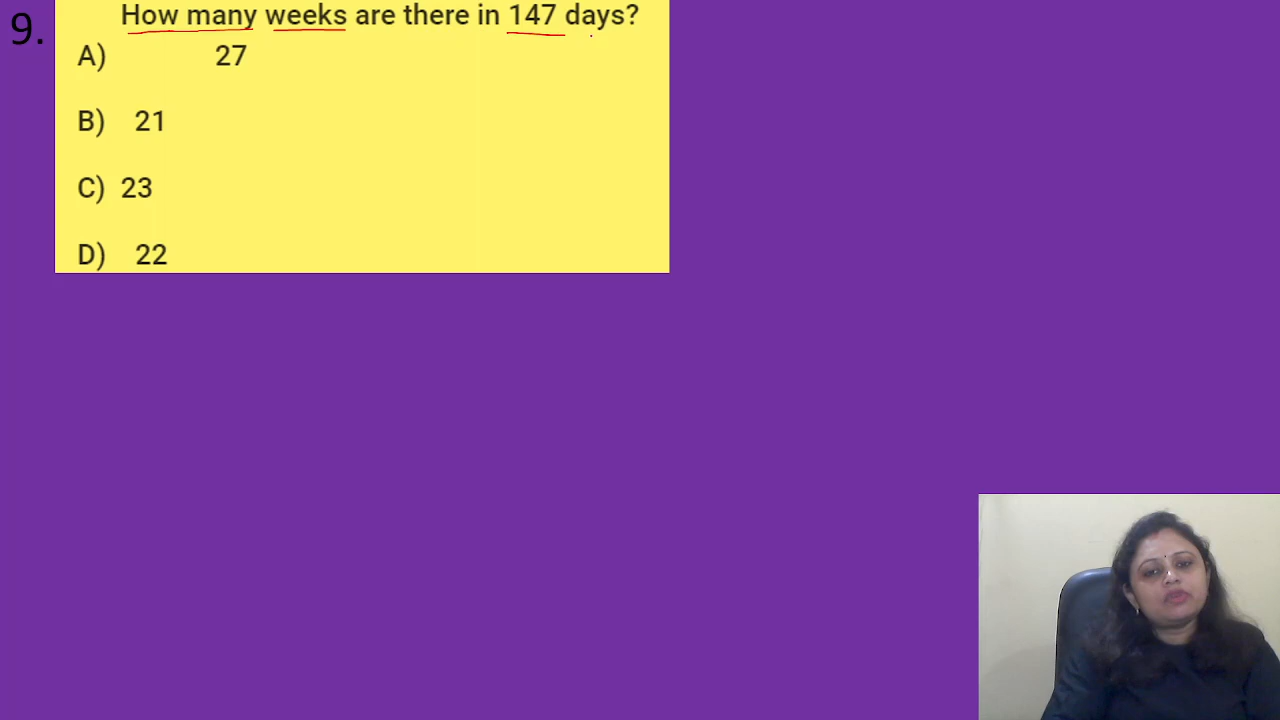 9. How many weeks are there in 147 days?
A) 27
B) 21
C) 23
D) 22